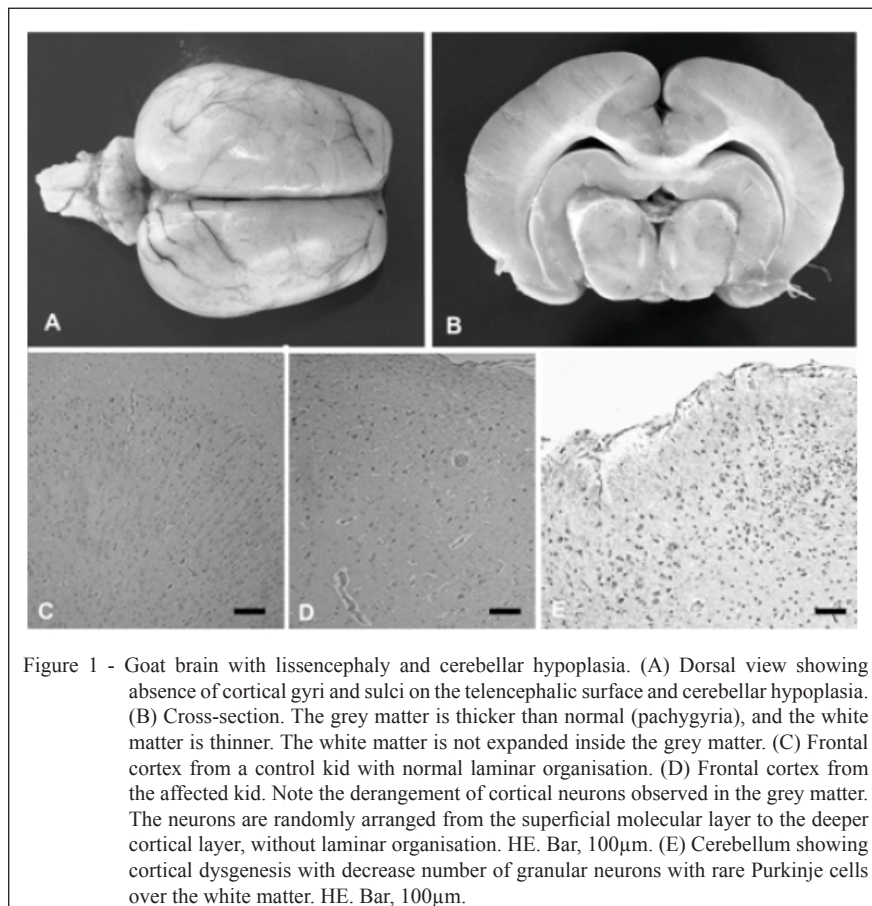 A
B
C
D
E
Figure 1 - Goat brain with lissencephaly and cerebellar hypoplasia. (A) Dorsal view showing
absence of cortical gyri and sulci on the telencephalic surface and cerebellar hypoplasia.
(B) Cross-section. The grey matter is thicker than normal (pachygyria), and the white
matter is thinner. The white matter is not expanded inside the grey matter. (C) Frontal
cortex from a control kid with normal laminar organisation. (D) Frontal cortex from
the affected kid. Note the derangement of cortical neurons observed in the grey matter.
The neurons are randomly arranged from the superficial molecular layer to the deeper
cortical layer, without laminar organisation. HE. Bar, 100µm. (E) Cerebellum showing
cortical dysgenesis with decrease number of granular neurons with rare Purkinje cells
over the white matter. HE. Bar, 100µm.